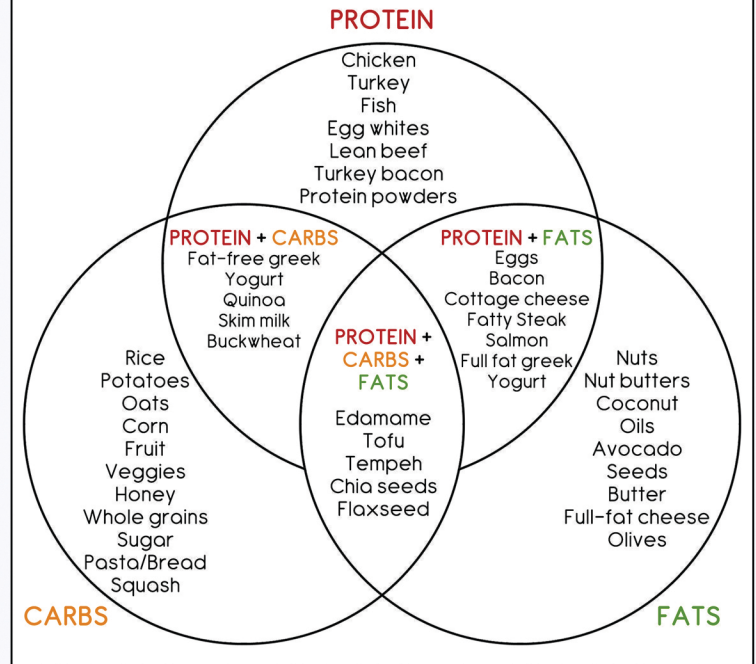 PROTEIN
Chicken
Turkey
Fish
Egg whites
Lean beef
Turkey bacon
Protein powders
PROTEIN + CARBS
Fat-free greek
Yogurt
Quinoa
Skim milk
Buckwheat
PROTEIN + FATS
Eggs
Bacon
Cottage cheese
Fatty Steak
Salmon
Full fat greek
Yogurt
PROTEIN +
CARBS +
FATS
Edamame
Tofu
Tempeh
Chia seeds
Flaxseed
Rice
Potatoes
Oats
Corn
Fruit
Veggies
Honey
Whole grains
Sugar
Pasta/Bread
Squash
CARBS
Nuts
Nut butters
Coconut
Oils
Avocado
Seeds
Butter
Full-fat cheese
Olives
FATS